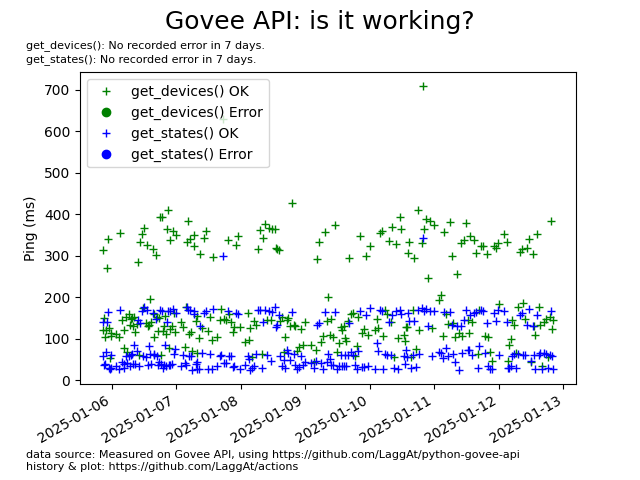 Govee API: is it working?
get_devices(): No recorded error in 7 days.
get_states(): No recorded error in 7 days.
get_devices() OK
get_devices() Error
get_states() OK
get_states() Error
Ping (ms)
700
600
500
400
300
200
100
0
2025-01-06
2025-01-07
2025-01-08
2025-01-09
2025-01-10
2025-01-11
2025-01-12
2025-01-13
data source: Measured on Govee API, using https://github.com/LaggAt/python-govee-api
history & plot: https://github.com/LaggAt/actions